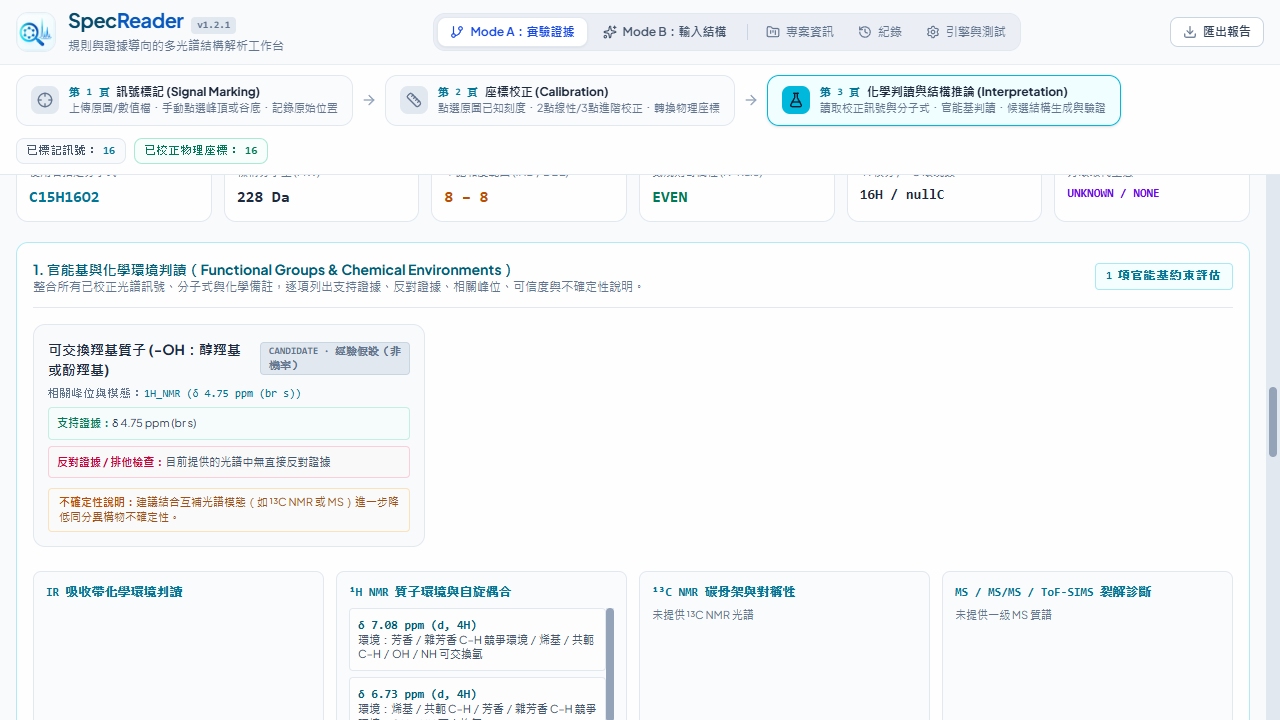 SpecReader v1.2.1
規則與證據導向的多光譜結構解析工作台
Mode A：實驗證據
Mode B：輸入結構
專案資訊
紀錄
引擎與測試
匯出報告
第 1 頁 訊號標記 (Signal Marking)
上傳原圖/數值檔・手動點選峰頂或谷底・記錄原始位置
第 2 頁 座標校正 (Calibration)
點選原圖已知刻度・2點線性/3點進階校正・轉換物理座標
第 3 頁 化學判讀與結構推論 (Interpretation)
讀取校正訊號與分子式・官能基判讀・候選結構生成與驗證
已標記訊號： 16
已校正物理座標： 16
C15H16O2
228 Da
8 – 8
EVEN
16H / nullC
UNKNOWN / NONE
1. 官能基與化學環境判讀（Functional Groups & Chemical Environments）
整合所有已校正光譜訊號、分子式與化學備註，逐項列出支持證據、反對證據、相關峰位、可信度與不確定性說明。
1 項官能基約束評估
可交換羥基質子 (–OH：醇羥基
或酚羥基)
CANDIDATE · 經驗假設（非
機率）
相關峰位與模態：1H_NMR (δ 4.75 ppm (br s))
支持證據：δ 4.75 ppm (br s)
反對證據 / 排他檢查：目前提供的光譜中無直接反對證據
不確定性說明：建議結合互補光譜模態（如 ¹³C NMR 或 MS）進一步降
低同分異構物不確定性。
IR 吸收帶化學環境判讀
¹H NMR 質子環境與自旋偶合
δ 7.08 ppm (d, 4H)
環境：芳香 / 雜芳香 C–H 競爭環境 / 烯基 / 共軛
C–H / OH / NH 可交換氫
δ 6.73 ppm (d, 4H)
環境：烯基 / 共軛 C–H / 芳香 / 雜芳香 C–H 競爭
¹³C NMR 碳骨架與對稱性
未提供 ¹³C NMR 光譜
MS / MS/MS / ToF-SIMS 裂解診斷
未提供一級 MS 質譜